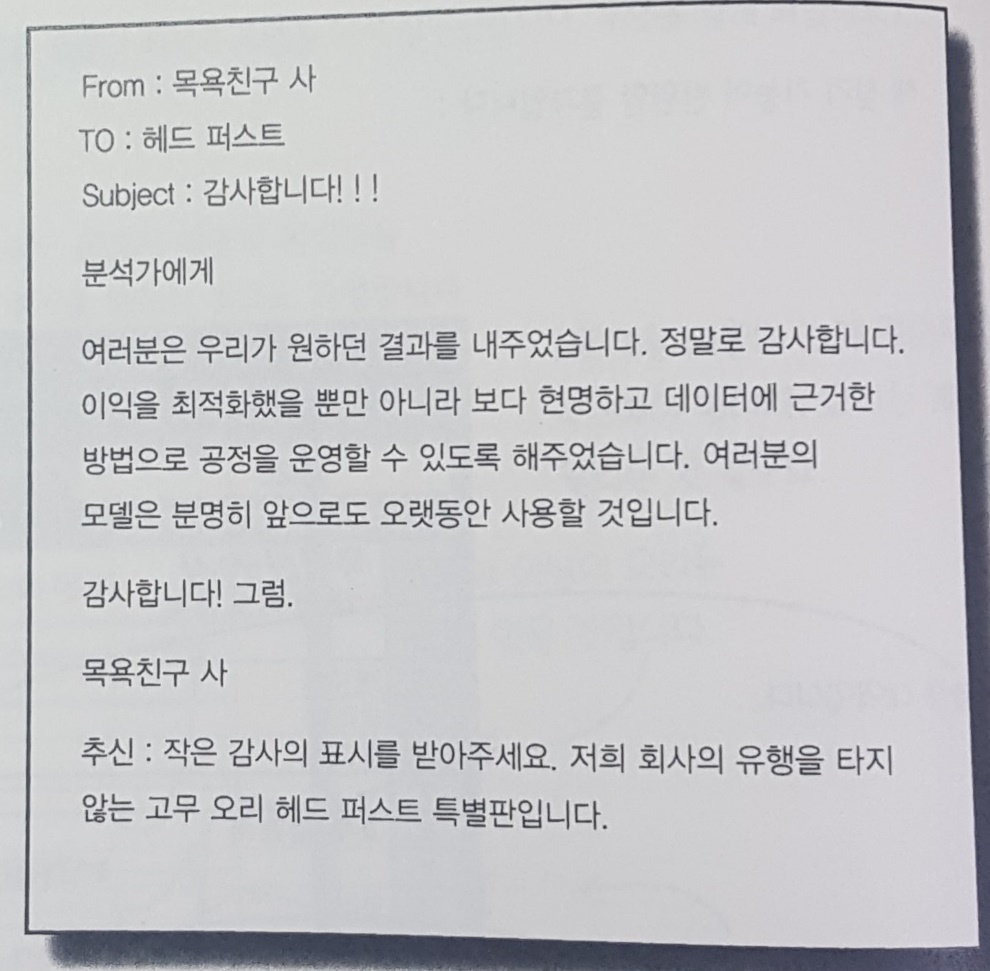 From : 목욕친구 사
TO : 헤드 퍼스트
Subject : 감사합니다! ! !
분석가에게
여러분은 우리가 원하던 결과를 내주었습니다. 정말로 감사합니다.
이익을 최적화했을 뿐만 아니라 보다 현명하고 데이터에 근거한
방법으로 공정을 운영할 수 있도록 해주었습니다. 여러분의
모델은 분명히 앞으로도 오랫동안 사용할 것입니다.
감사합니다! 그럼.
목욕친구 사
추신 : 작은 감사의 표시를 받아주세요. 저희 회사의 유행을 타지
않는 고무 오리 헤드 퍼스트 특별판입니다.